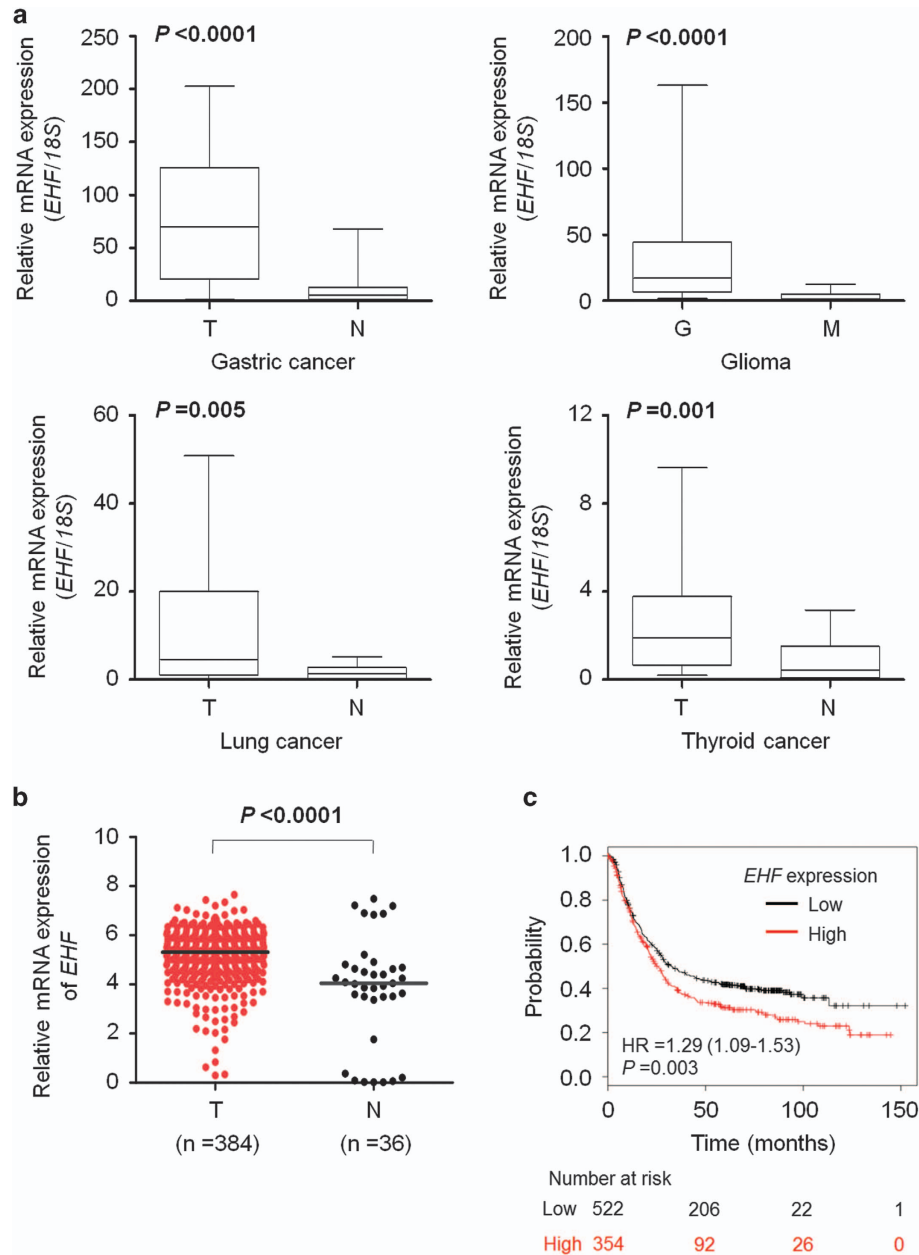 a
P <0.0001
Relative mRNA expression
(EHF/18S)
250
200
150
100
50
0
T
N
Gastric cancer
P <0.0001
Relative mRNA expression
(EHF/18S)
200
150
100
50
0
G
M
Glioma
P =0.005
Relative mRNA expression
(EHF/18S)
60
40
20
0
T
N
Lung cancer
P =0.001
Relative mRNA expression
(EHF/18S)
12
8
4
0
T
N
Thyroid cancer
b
P <0.0001
Relative mRNA expression
of EHF
10
8
6
4
2
0
T
N
(n =384)
(n =36)
c
Probability
1.0
0.8
0.6
0.4
0.2
0.0
EHF expression
Low
High
HR =1.29 (1.09-1.53)
P =0.003
0 50 100 150
Time (months)
Number at risk
Low 522 206 22 1
High 354 92 26 0